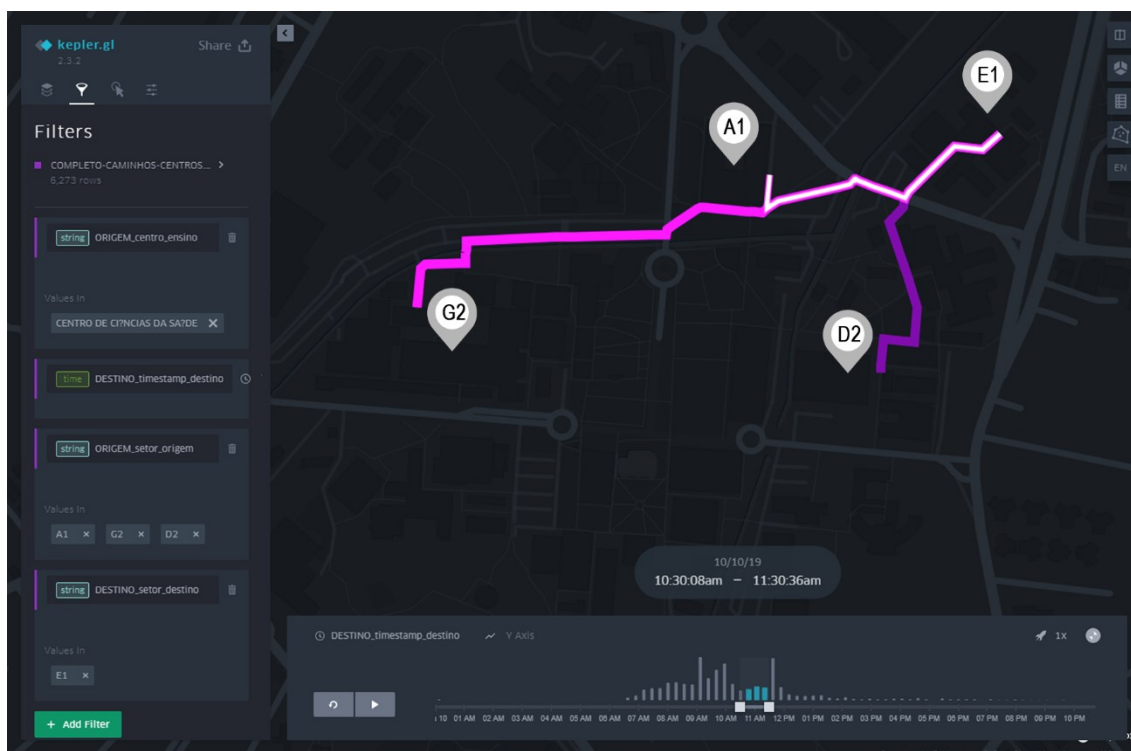 kepler.gl
Share
2.3.2
Filters
COMPLETO-CAMINHOS-CENTROS...
6,273 rows
string ORIGEM_centro_ensino
Values in
CENTRO DE CI?NCIAS DA SA?DE
time DESTINO_timestamp_destino
string ORIGEM_setor_origem
Values in
A1 × G2 × D2 ×
string DESTINO_setor_destino
Values in
E1 ×
+ Add Filter
E1
A1
G2
D2
EN
10/10/19
10:30:08am – 11:30:36am
DESTINO_timestamp_destino Y Axis
1X
10 01 AM 02 AM 03 AM 04 AM 05 AM 06 AM 07 AM 08 AM 09 AM 10 AM 11 AM 12 PM 01 PM 02 PM 03 PM 04 PM 05 PM 06 PM 07 PM 08 PM 09 PM 10 PM